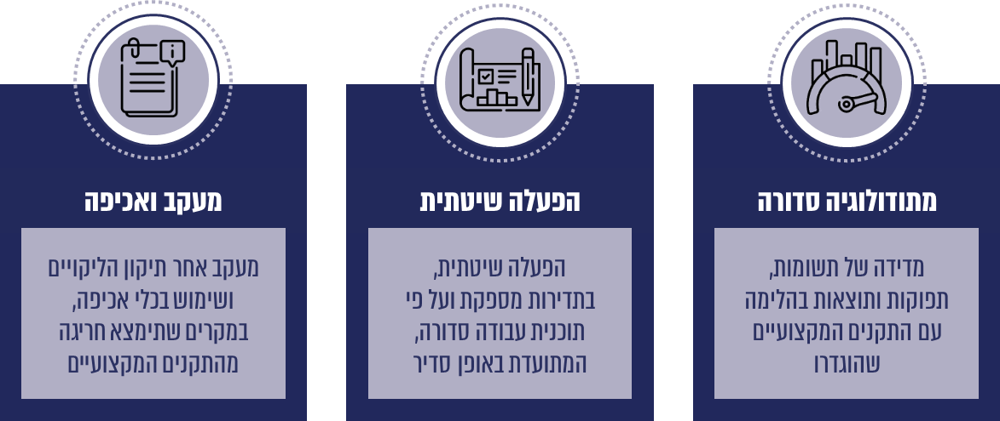 מתודולוגיה סדורה
מדידה של תשומות,
תפוקות ותוצאות בהלימה
עם התקנים המקצועיים
שהוגדרו
הפעלה שיטתית
הפעלה שיטתית,
בתדירות מספקת ועל פי
תוכנית עבודה סדורה,
המתועדת באופן סדיר
מעקב ואכיפה
מעקב אחר תיקון הליקויים
ושימוש בכלי אכיפה,
במקרים שתימצא חריגה
מהתקנים המקצועיים